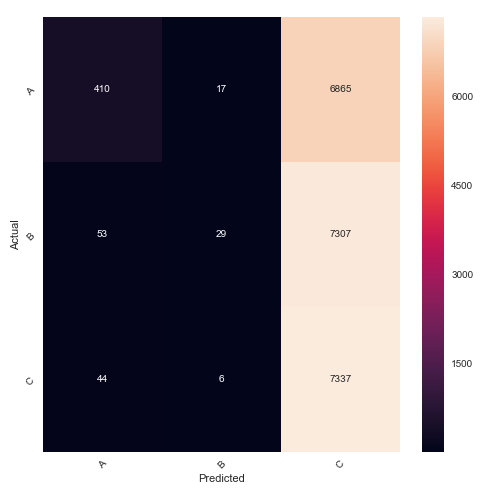 A 410 17 6865
B 53 29 7307
C 44 6 7337
A B C
Actual
Predicted
6000
4500
3000
1500